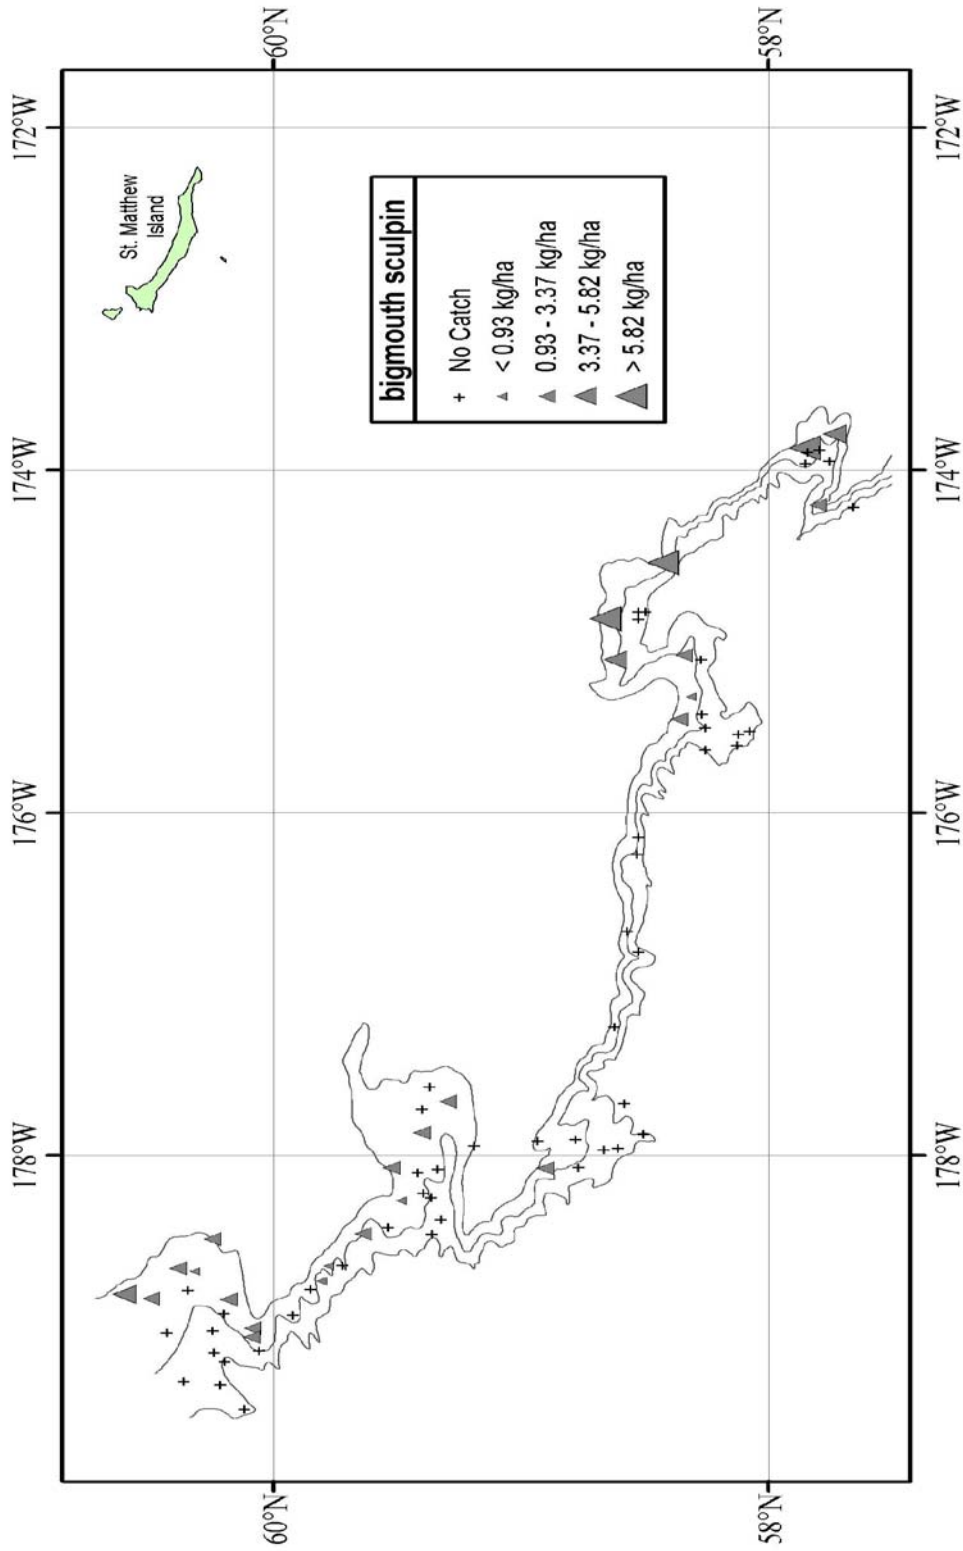 178°W
176°W
174°W
172°W
60°N
60°N
St. Matthew
Island
bigmouth sculpin
No Catch
< 0.93 kg/ha
0.93 - 3.37 kg/ha
3.37 - 5.82 kg/ha
> 5.82 kg/ha
58°N
58°N
178°W
176°W
174°W
172°W